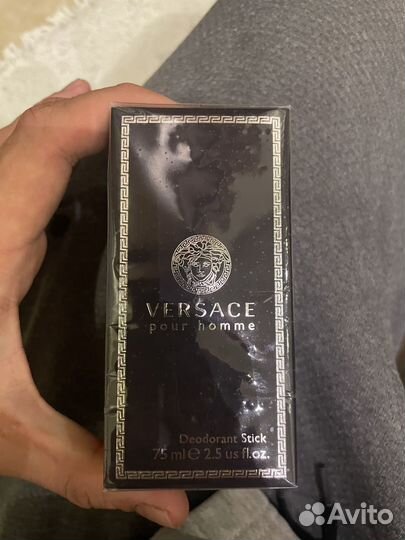 VERSACE
pour homme
Deodorant Stick
75 ml ℮ 2.5 us fl.oz.
Avito